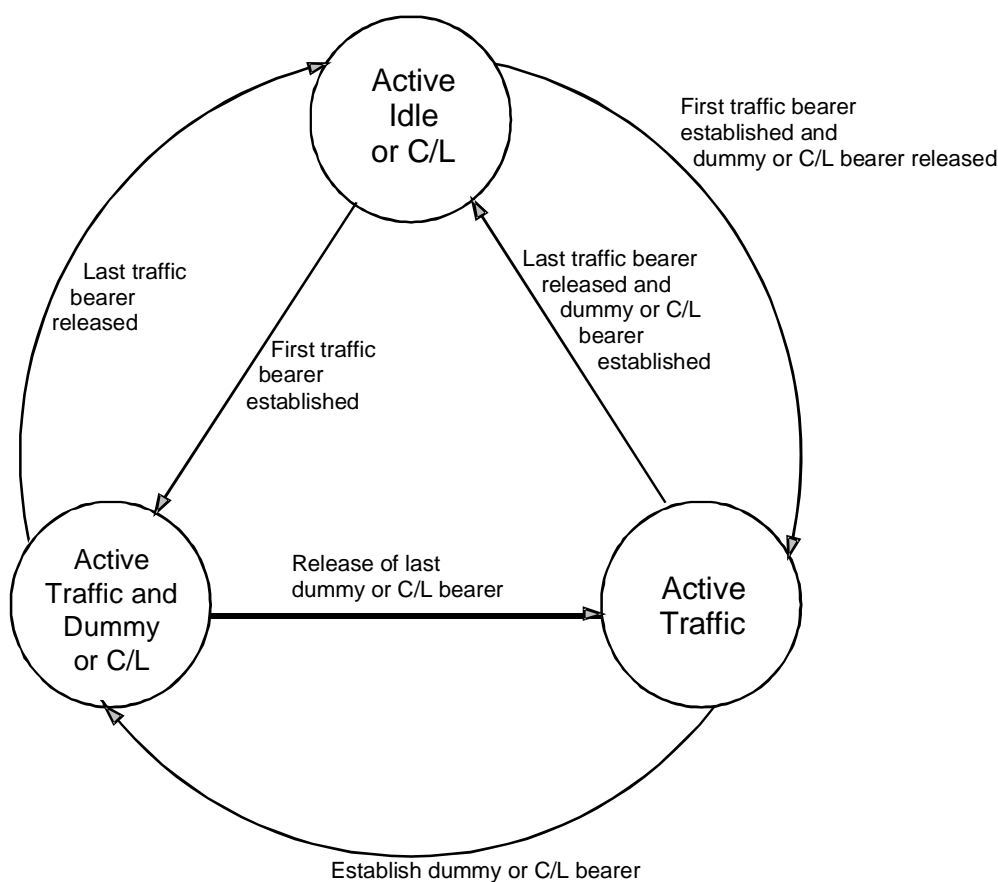 Active
Idle
or C/L
First traffic bearer
established and
dummy or C/L bearer released
Last traffic
bearer
released
Last traffic bearer
released and
dummy or C/L
bearer
established
First traffic
bearer
established
Active
Traffic and
Dummy
or C/L
Release of last
dummy or C/L bearer
Active
Traffic
Establish dummy or C/L bearer